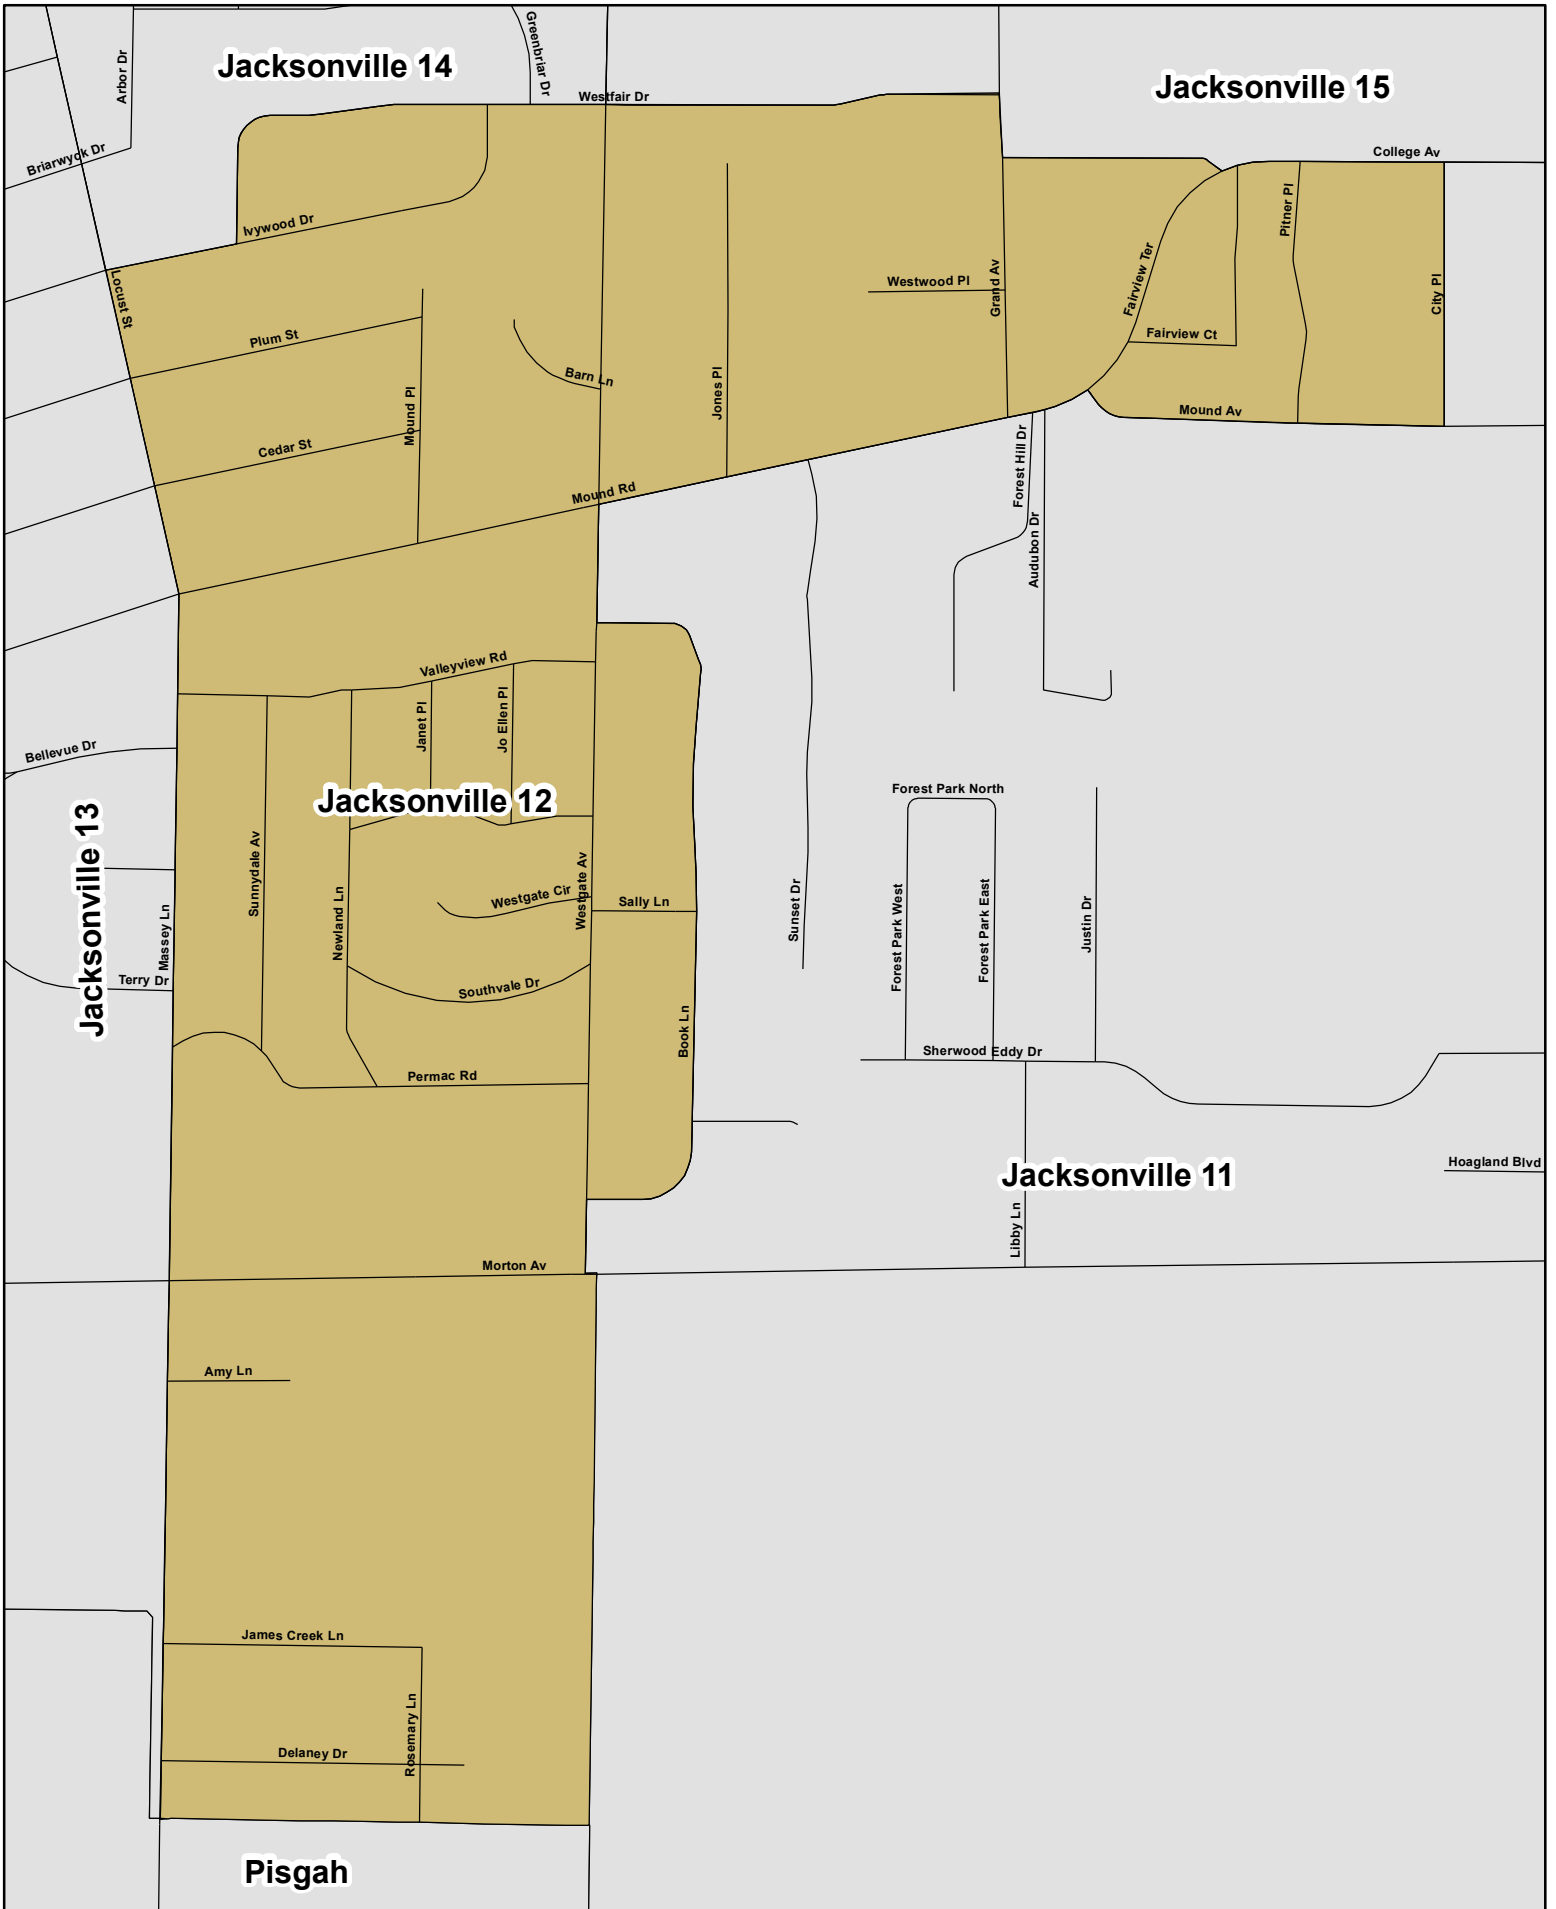 Greenbriar Dr
Arbor Dr
Jacksonville 14
Jacksonville 15
Westfair Dr
Briarwyck Dr
College Av
Ivywood Dr
Pitner Pl
Locust St
Fairview Ter
Grand Av
Westwood Pl
City Pl
Plum St
Fairview Ct
Barn Ln
Jones Pl
Mound Pl
Mound Av
Cedar St
Forest Hill Dr
Mound Rd
Audubon Dr
Valleyview Rd
Janet Pl
Jo Ellen Pl
Bellevue Dr
Forest Park North
Jacksonville 12
Jacksonville 13
Sunnydale Av
Westgate Av
Westgate Cir
Sally Ln
Newland Ln
Sunset Dr
Forest Park West
Forest Park East
Justin Dr
Massey Ln
Terry Dr
Southvale Dr
Book Ln
Sherwood Eddy Dr
Permac Rd
Hoagland Blvd
Jacksonville 11
Libby Ln
Morton Av
Amy Ln
James Creek Ln
Rosemary Ln
Delaney Dr
Pisgah